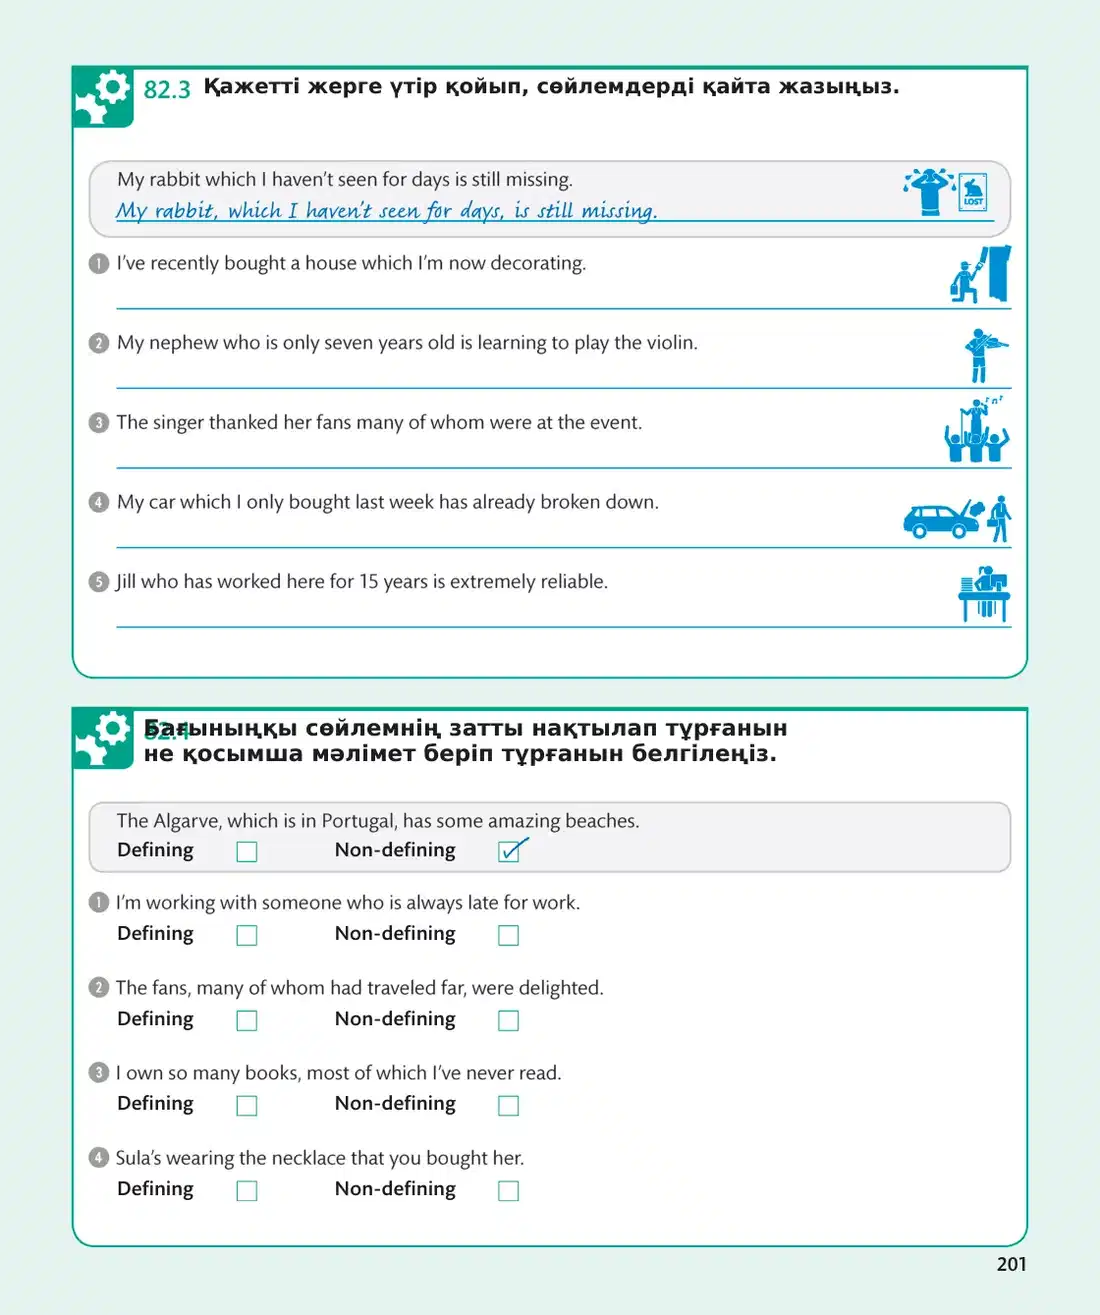 82.3 Қажетті жерге үтір қойып, сөйлемдерді қайта жазыңыз.
My rabbit which I haven’t seen for days is still missing.
My rabbit, which I haven’t seen for days, is still missing.
LOST
1 I’ve recently bought a house which I’m now decorating.
2 My nephew who is only seven years old is learning to play the violin.
3 The singer thanked her fans many of whom were at the event.
4 My car which I only bought last week has already broken down.
5 Jill who has worked here for 15 years is extremely reliable.
82.4 Бағыныңқы сөйлемнің затты нақтылап тұрғанын
не қосымша мәлімет беріп тұрғанын белгілеңіз.
The Algarve, which is in Portugal, has some amazing beaches.
Defining Non-defining
1 I’m working with someone who is always late for work.
Defining Non-defining
2 The fans, many of whom had traveled far, were delighted.
Defining Non-defining
3 I own so many books, most of which I’ve never read.
Defining Non-defining
4 Sula’s wearing the necklace that you bought her.
Defining Non-defining
201